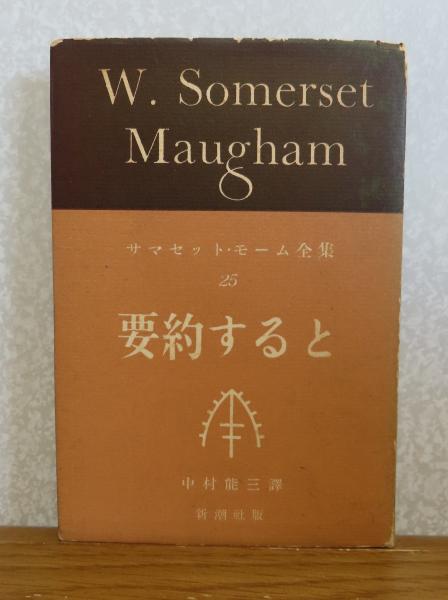 W. Somerset
Maugham
サマセット・モーム全集
25
要約すると
中村能三譯
新潮社版